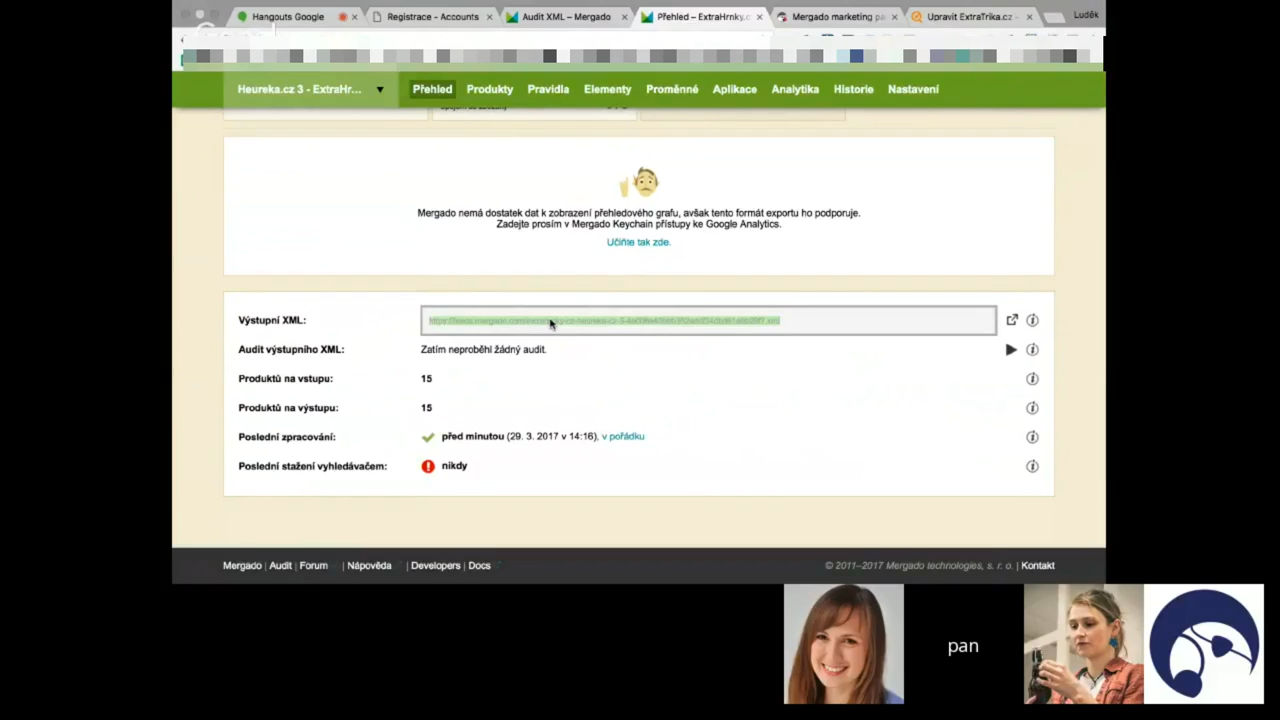 Hangouts Google
Registrace - Accounts
Audit XML – Mergado
Přehled – ExtraHrnky.c
Mergado marketing pa
Upravit ExtraTrika.cz -
Luděk
Heureka.cz 3 - ExtraHr...
Přehled
Produkty
Pravidla
Elementy
Proměnné
Aplikace
Analytika
Historie
Nastavení
Mergado nemá dostatek dat k zobrazení přehledového grafu, avšak tento formát exportu ho podporuje.
Zadejte prosím v Mergado Keychain přístupy ke Google Analytics.
Učiňte tak zde.
Výstupní XML:
Audit výstupního XML: Zatím neproběhl žádný audit.
Produktů na vstupu: 15
Produktů na výstupu: 15
Poslední zpracování: před minutou (29. 3. 2017 v 14:16), v pořádku
Poslední stažení vyhledávačem: nikdy
Mergado | Audit | Forum | Nápověda | Developers | Docs
© 2011–2017 Mergado technologies, s. r. o. | Kontakt
pan